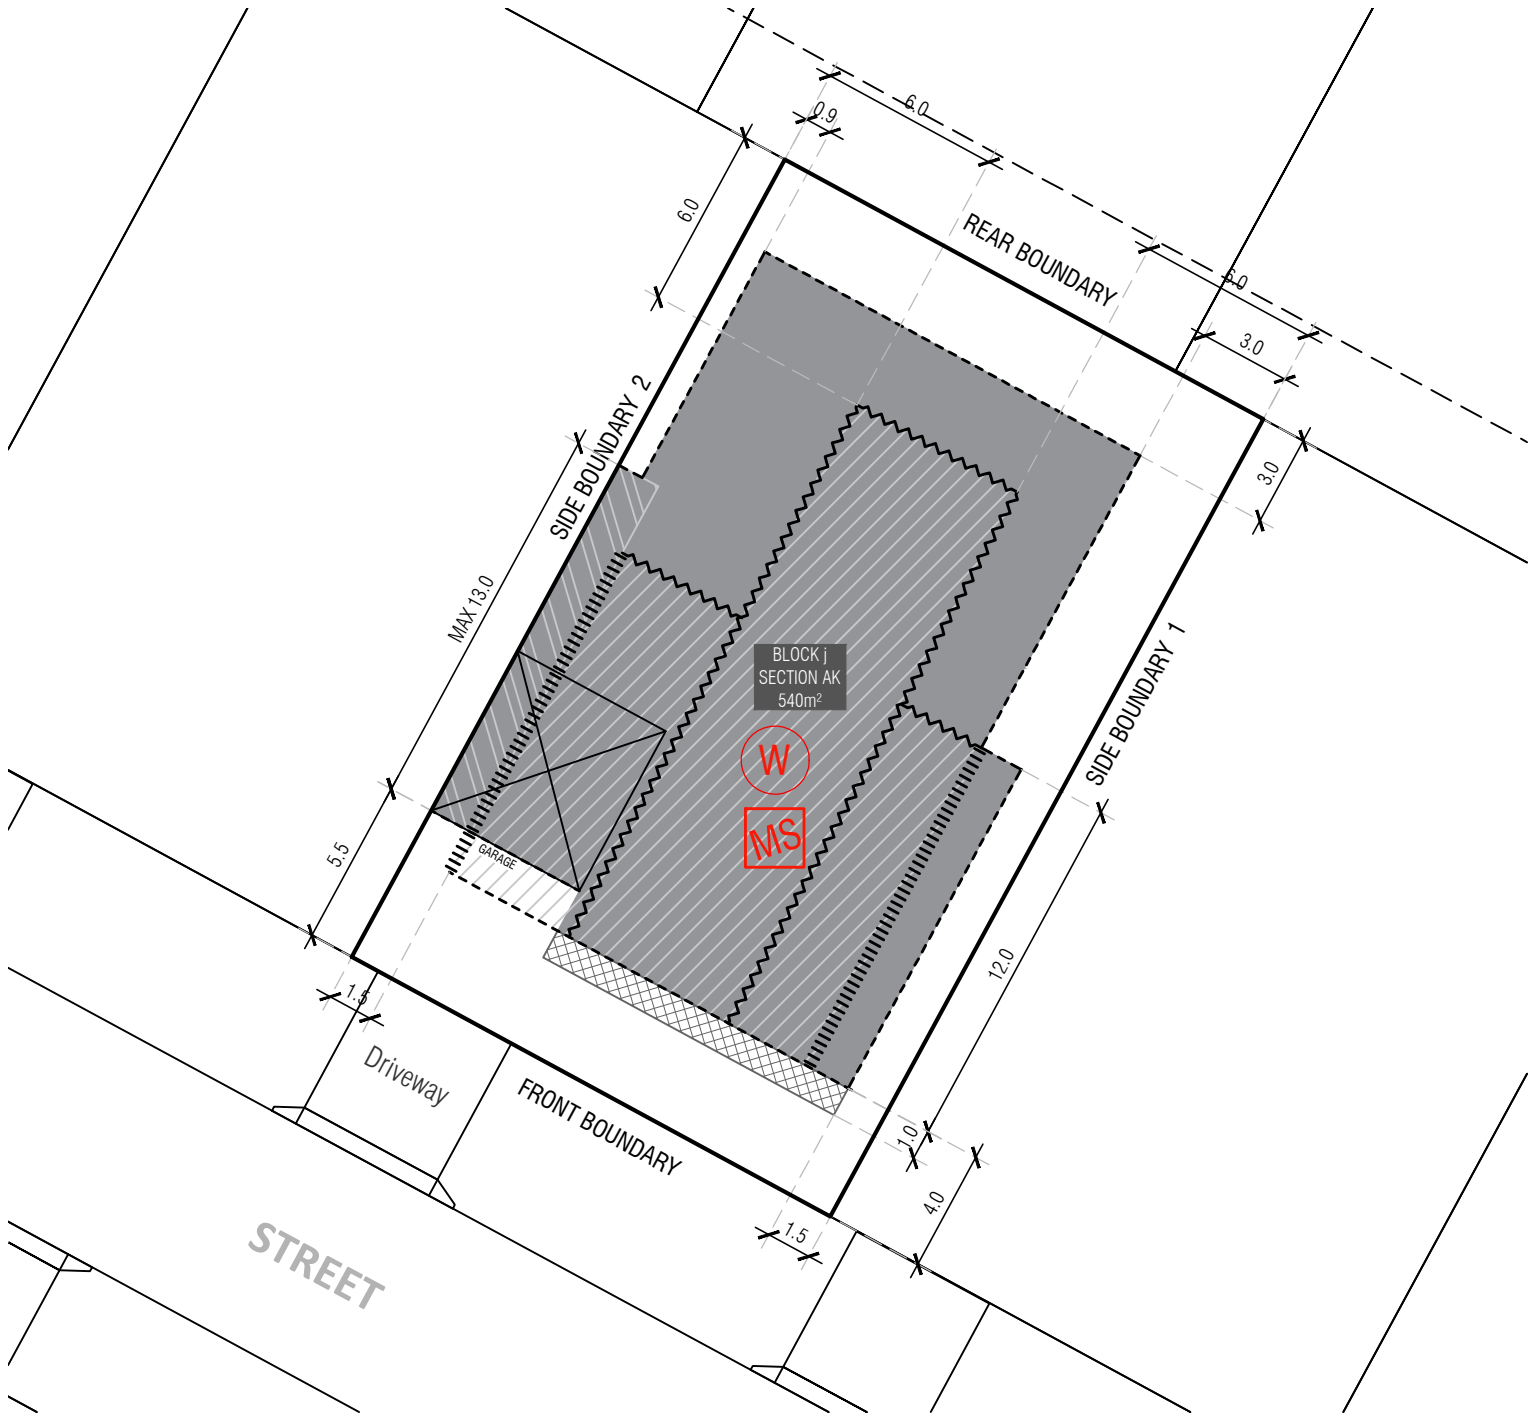 6.0
0.9
6.0
REAR BOUNDARY
6.0
3.0
3.0
SIDE BOUNDARY 2
MAX 13.0
BLOCK j
SECTION AK
540m²
W
MS
SIDE BOUNDARY 1
GARAGE
5.5
12.0
1.5
Driveway
FRONT BOUNDARY
1.0
4.0
1.5
STREET